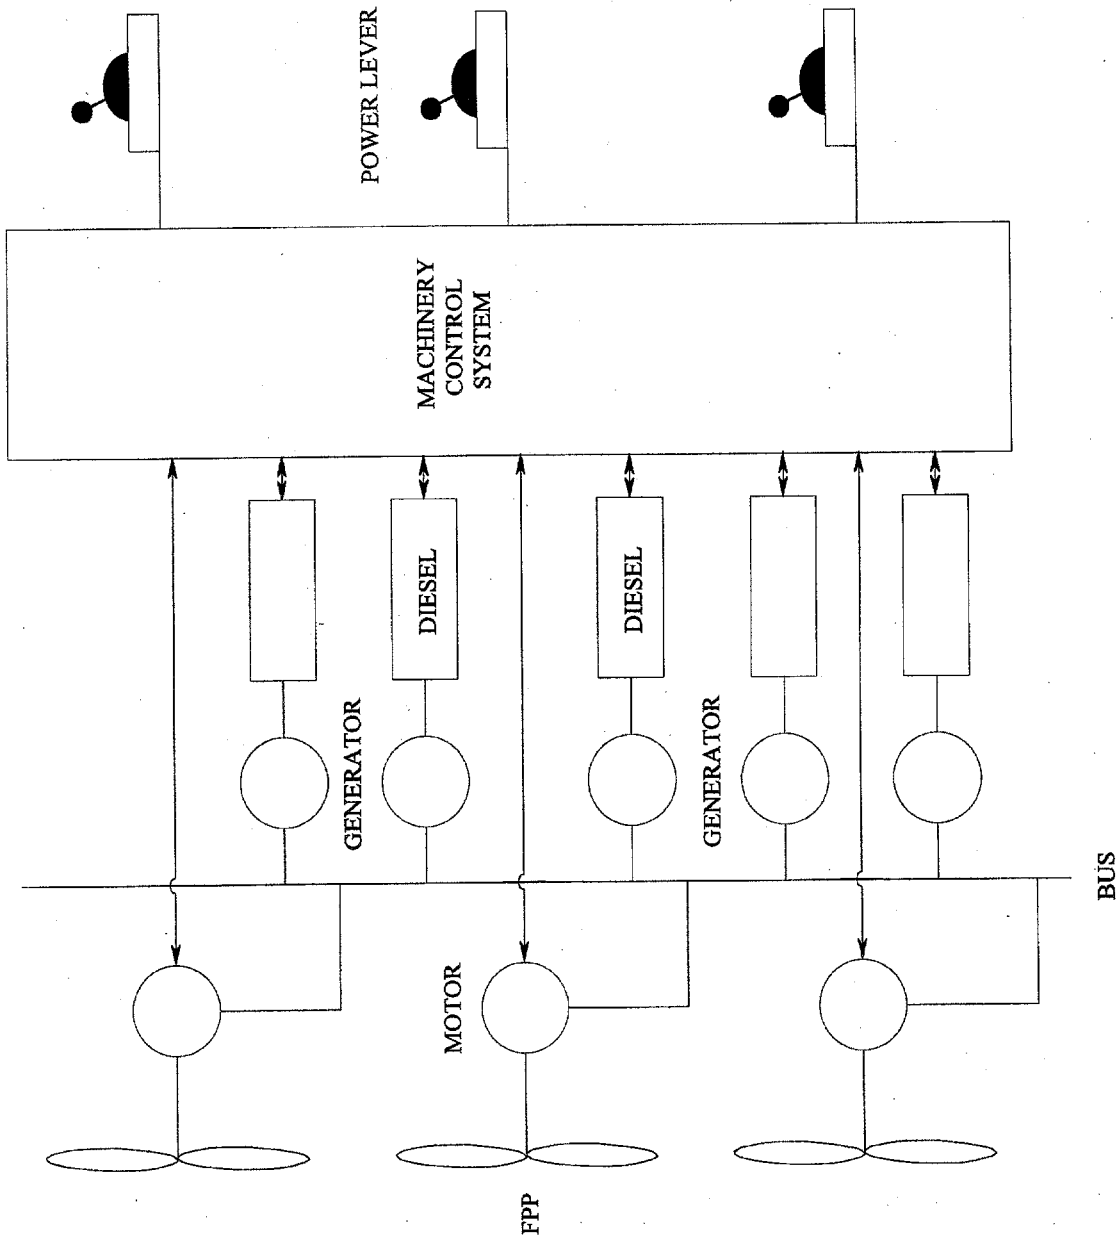 POWER LEVER
MACHINERY
CONTROL
SYSTEM
DIESEL
DIESEL
GENERATOR
GENERATOR
BUS
MOTOR
FPP